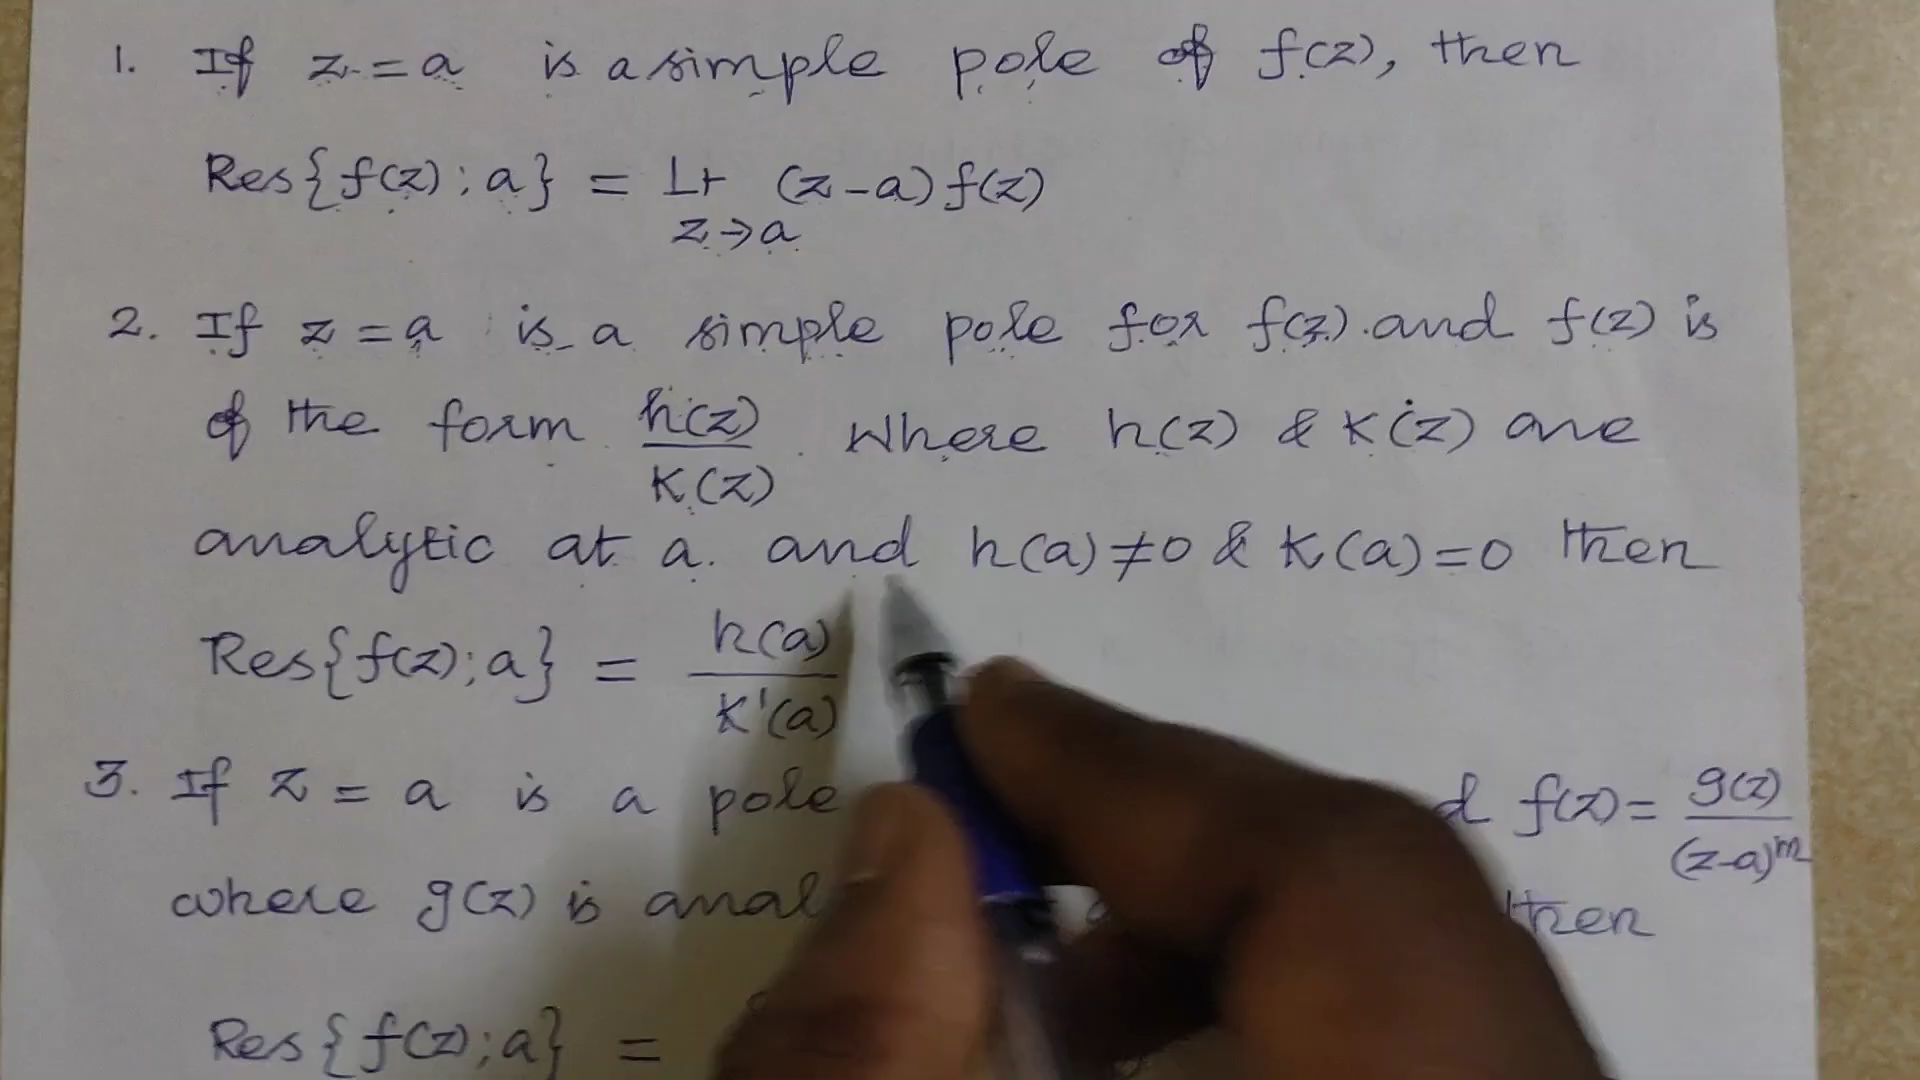 1. If z = a is a simple pole of f(z), then
Res{f(z); a} = Lt (z-a) f(z)
z→a
2. If z = a is a simple pole for f(z) and f(z) is
of the form h(z)/K(z) Where h(z) & K(z) are
analytic at a. and h(a)≠0 & K(a)=0 then
Res{f(z); a} = h(a)/K'(a)
3. If z = a is a pole f(z) = g(z)/(z-a)^m
where g(z) is then
Res{f(z); a} =